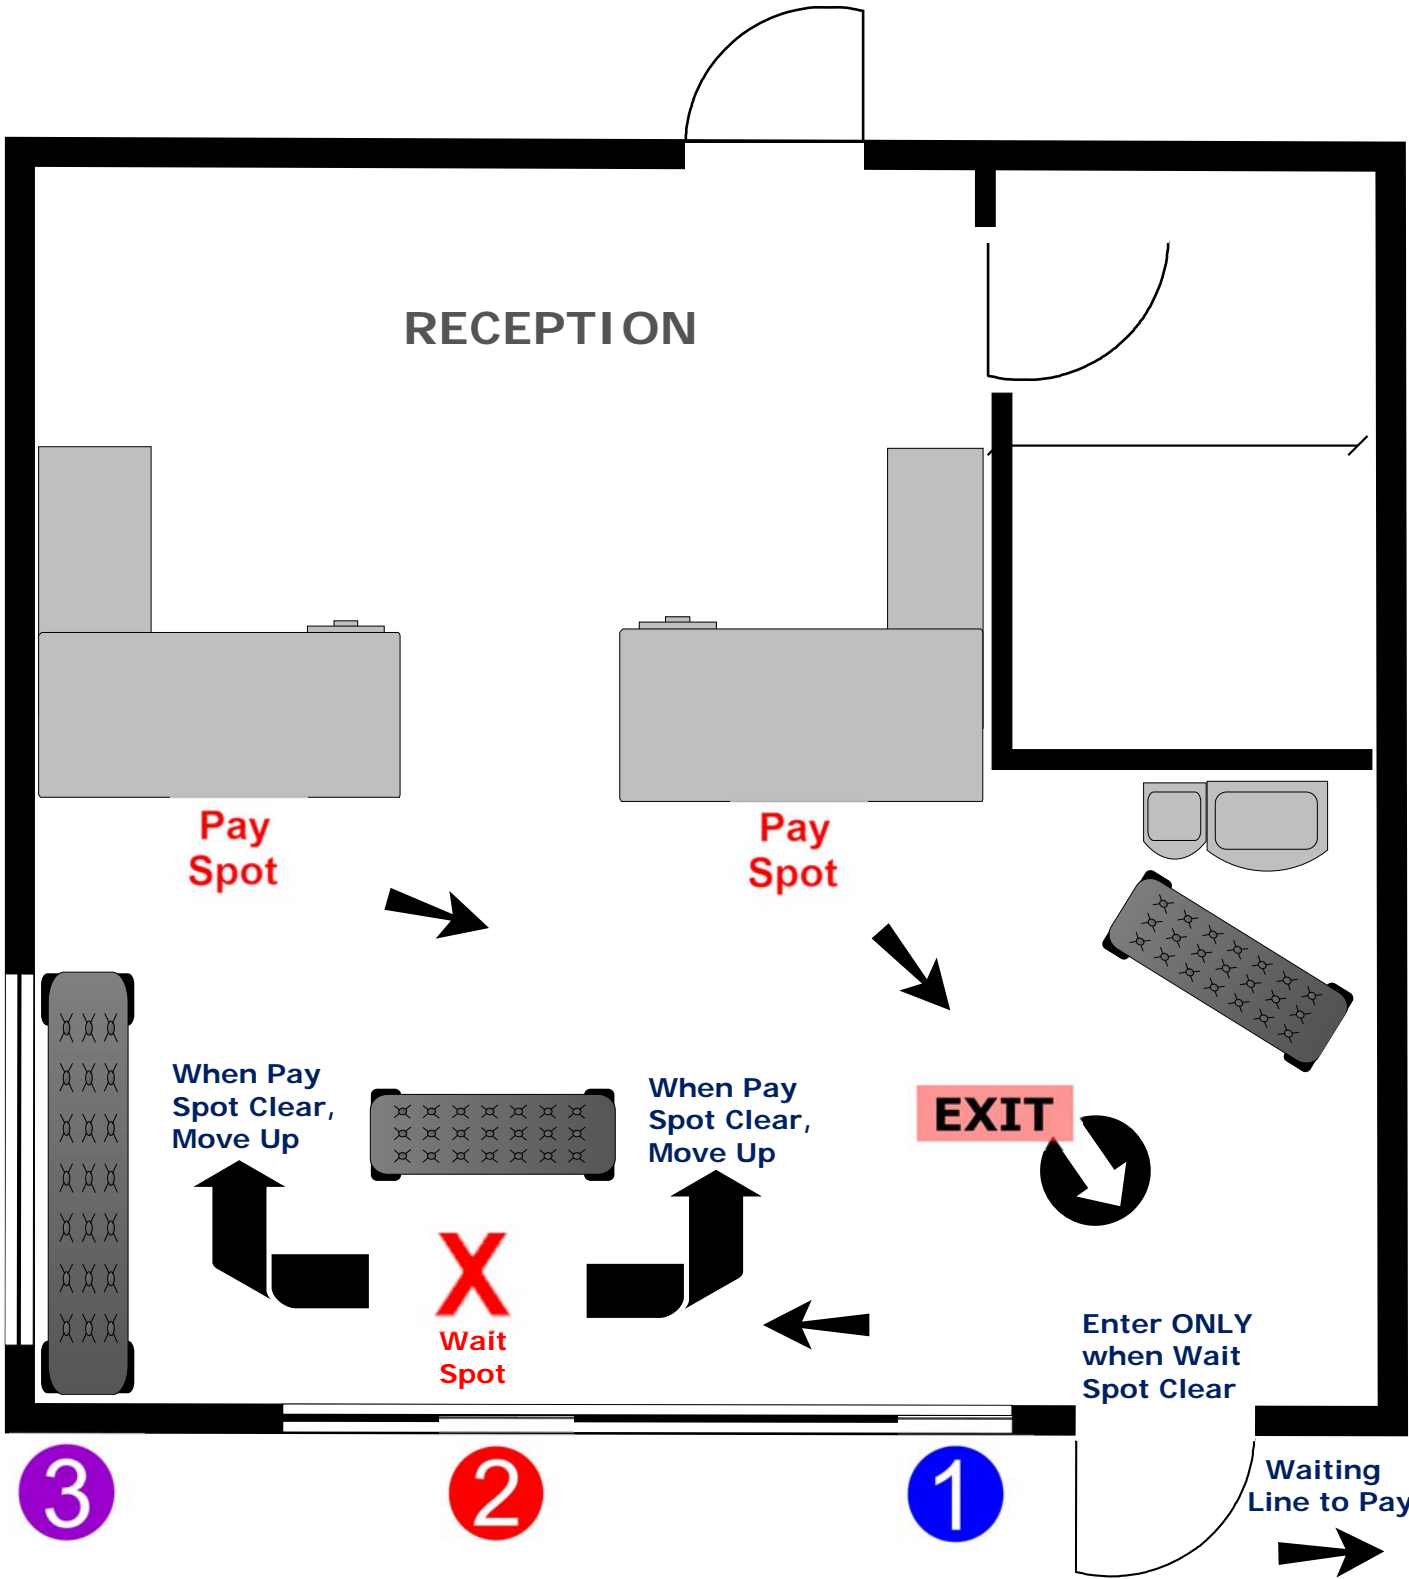 RECEPTION
Pay
Spot
Pay
Spot
When Pay
Spot Clear,
Move Up
When Pay
Spot Clear,
Move Up
EXIT
X
Wait
Spot
Enter ONLY
when Wait
Spot Clear
3
2
1
Waiting
Line to Pay